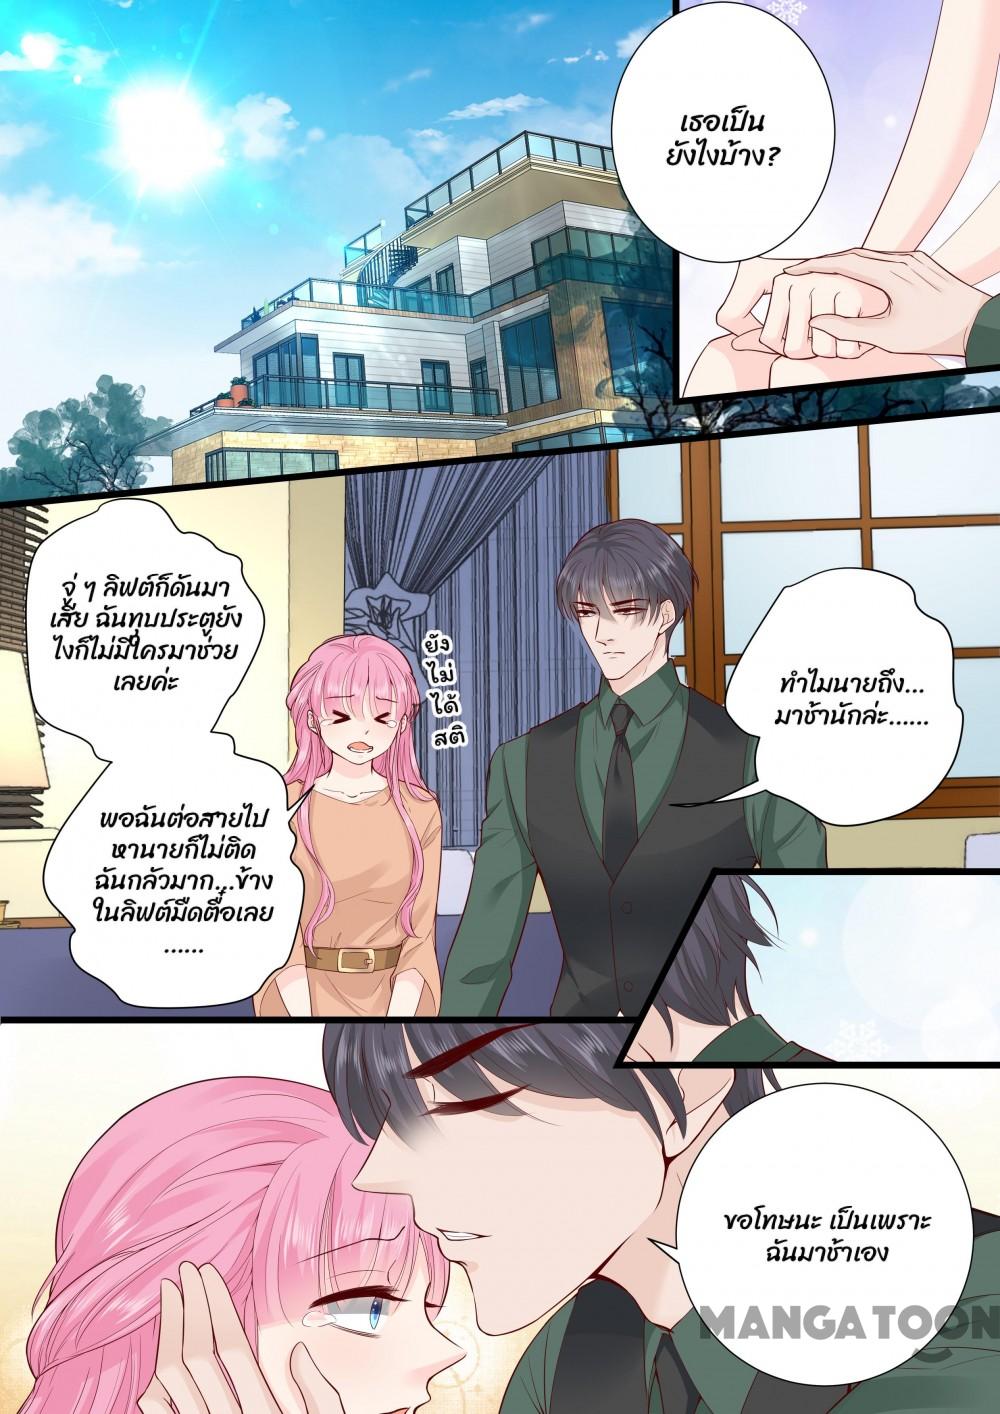 เธอเป็น
ยังไงบ้าง?
จู่ ๆ ลิฟต์ก็ดันมา
เสีย ฉันทุบประตูยัง
ไงก็ไม่มีใครมาช่วย
เลยค่ะ
พอฉันต่อสายไป
หานายก็ไม่ติด
ฉันกลัวมาก...ข้าง
ในลิฟต์มืดตื๋อเลย
......
ยัง
ไม่
ได้
สติ
ทำไมนายถึง...
มาช้านักล่ะ......
ขอโทษนะ เป็นเพราะ
ฉันมาช้าเอง
MANGATOON